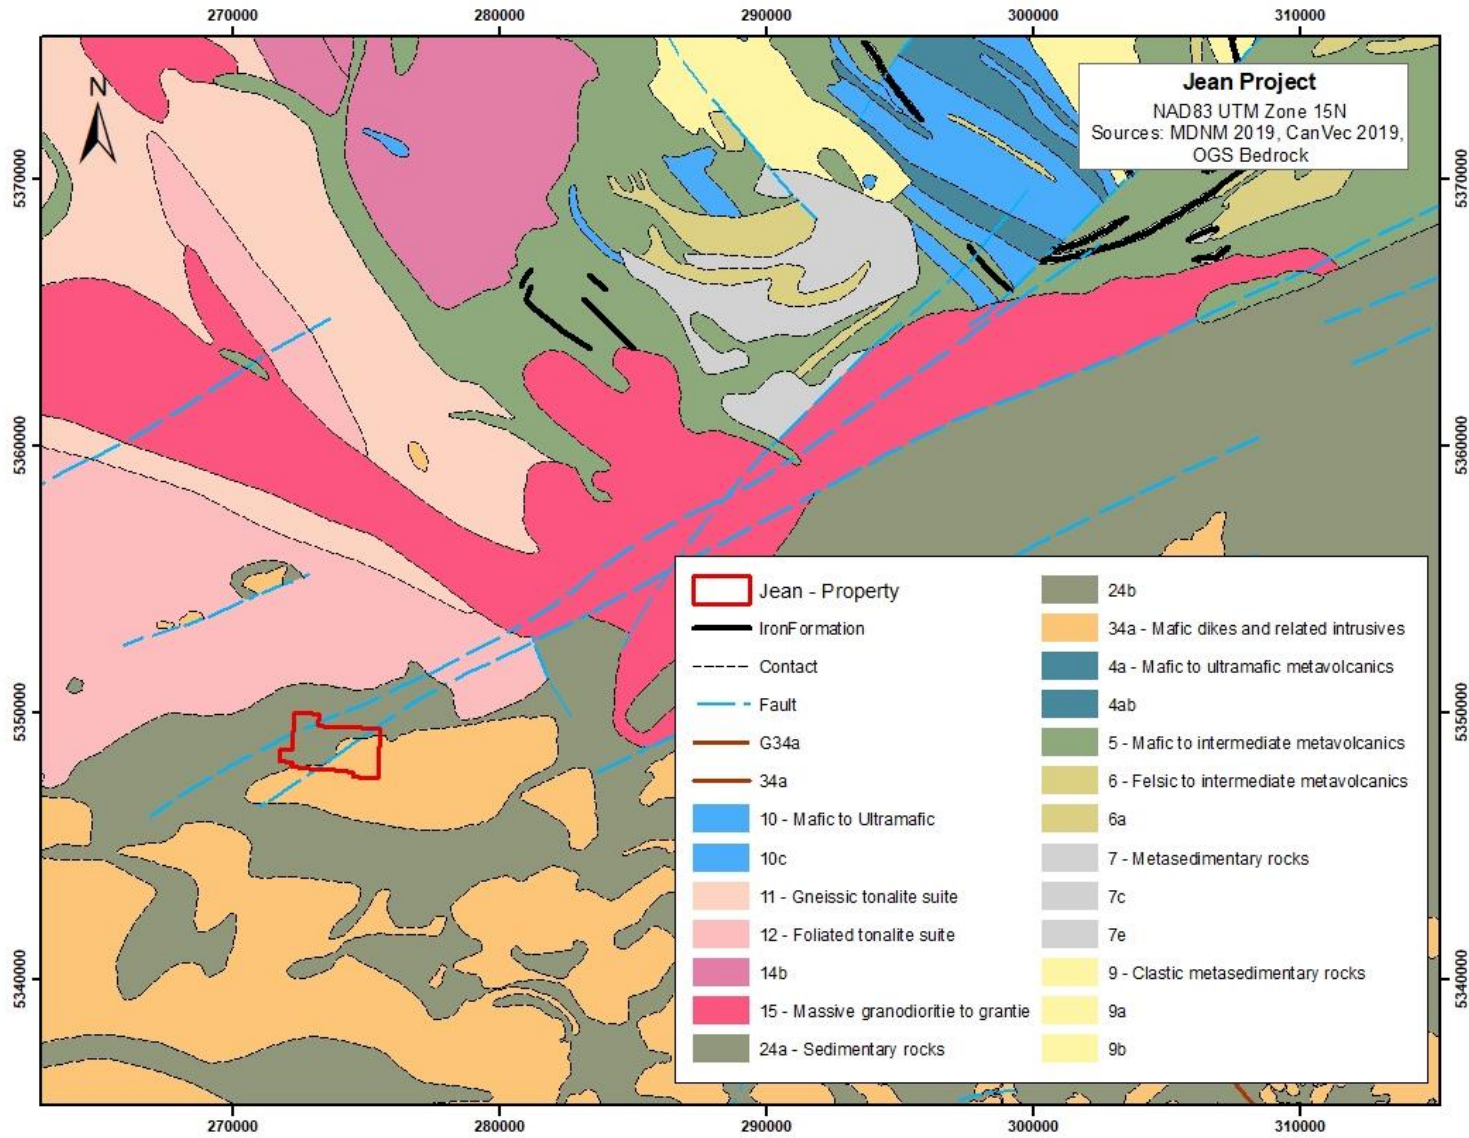 270000
280000
290000
300000
310000
N
Jean Project
NAD83 UTM Zone 15N
Sources: MDNM 2019, CanVec 2019,
OGS Bedrock
5370000
5370000
5360000
5360000
5350000
5350000
5340000
5340000
Jean - Property
IronFormation
Contact
Fault
G34a
34a
10 - Mafic to Ultramafic
10c
11 - Gneissic tonalite suite
12 - Foliated tonalite suite
14b
15 - Massive granodioritie to grantie
24a - Sedimentary rocks
24b
34a - Mafic dikes and related intrusives
4a - Mafic to ultramafic metavolcanics
4ab
5 - Mafic to intermediate metavolcanics
6 - Felsic to intermediate metavolcanics
6a
7 - Metasedimentary rocks
7c
7e
9 - Clastic metasedimentary rocks
9a
9b
270000
280000
290000
300000
310000